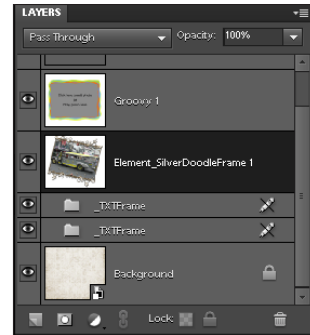 LAYERS
Pass Through Opacity: 100%
Groovy 1
Element_SilverDoodleFrame 1
_TXTFrame
_TXTFrame
Background
Lock: